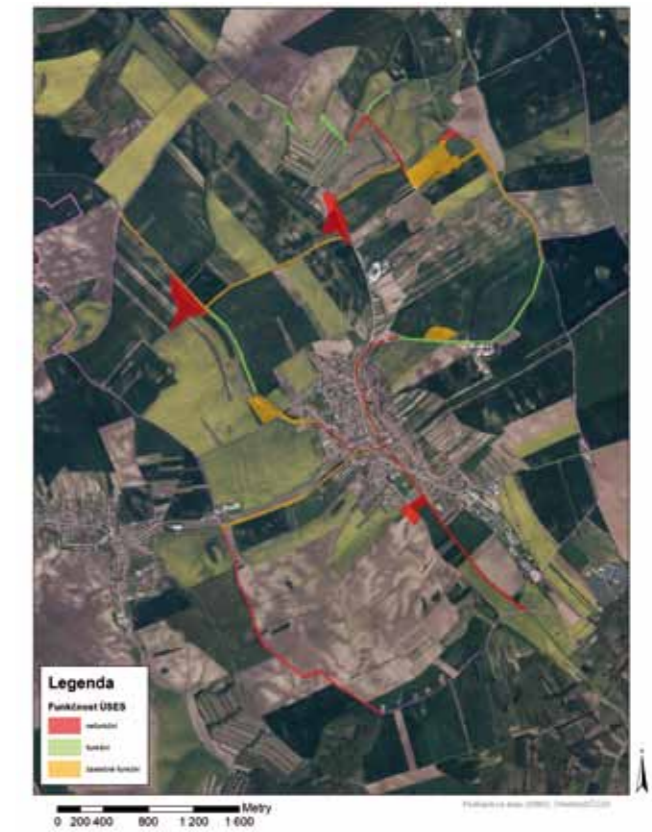 Legenda
Funkčnost ÚSES
nefunkční
funkční
částečně funkční
Metry
0 200 400 800 1 200 1 600